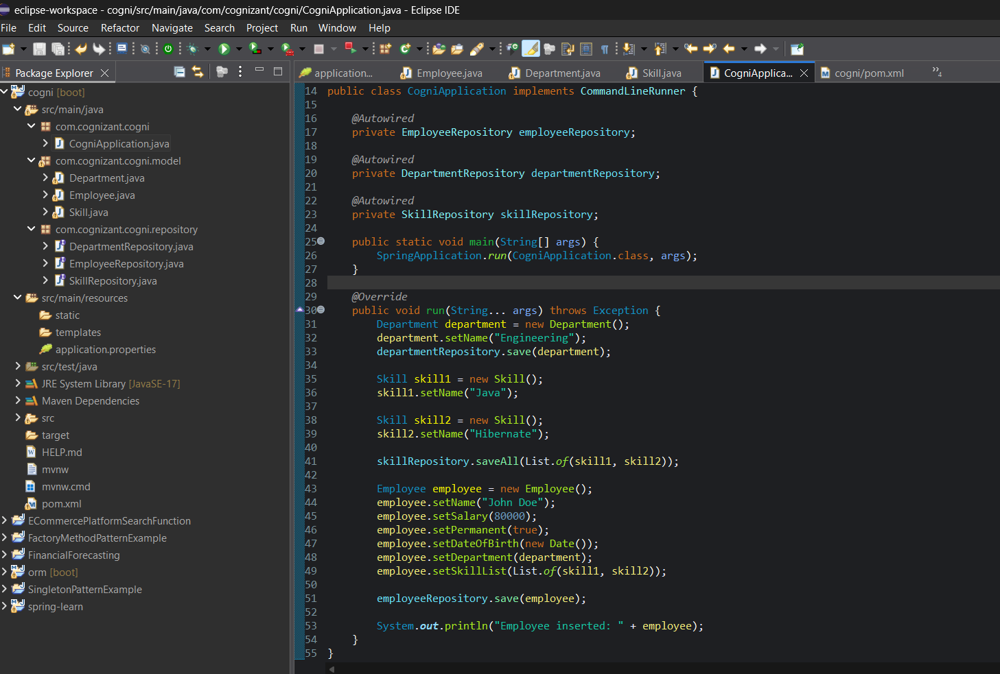 eclipse-workspace - cogni/src/main/java/com/cognizant/cogni/CogniApplication.java - Eclipse IDE
File Edit Source Refactor Navigate Search Project Run Window Help
Package Explorer
cogni [boot]
src/main/java
com.cognizant.cogni
CogniApplication.java
com.cognizant.cogni.model
Department.java
Employee.java
Skill.java
com.cognizant.cogni.repository
DepartmentRepository.java
EmployeeRepository.java
SkillRepository.java
src/main/resources
static
templates
application.properties
src/test/java
JRE System Library [JavaSE-17]
Maven Dependencies
src
target
HELP.md
mvnw
mvnw.cmd
pom.xml
ECommercePlatformSearchFunction
FactoryMethodPatternExample
FinancialForecasting
orm [boot]
SingletonPatternExample
spring-learn
application... Employee.java Department.java Skill.java CogniApplica... cogni/pom.xml »4
14 public class CogniApplication implements CommandLineRunner {
15
16 @Autowired
17 private EmployeeRepository employeeRepository;
18
19 @Autowired
20 private DepartmentRepository departmentRepository;
21
22 @Autowired
23 private SkillRepository skillRepository;
24
25 public static void main(String[] args) {
26 SpringApplication.run(CogniApplication.class, args);
27 }
28
29 @Override
30 public void run(String... args) throws Exception {
31 Department department = new Department();
32 department.setName("Engineering");
33 departmentRepository.save(department);
34
35 Skill skill1 = new Skill();
36 skill1.setName("Java");
37
38 Skill skill2 = new Skill();
39 skill2.setName("Hibernate");
40
41 skillRepository.saveAll(List.of(skill1, skill2));
42
43 Employee employee = new Employee();
44 employee.setName("John Doe");
45 employee.setSalary(80000);
46 employee.setPermanent(true);
47 employee.setDateOfBirth(new Date());
48 employee.setDepartment(department);
49 employee.setSkillList(List.of(skill1, skill2));
50
51 employeeRepository.save(employee);
52
53 System.out.println("Employee inserted: " + employee);
54 }
55 }